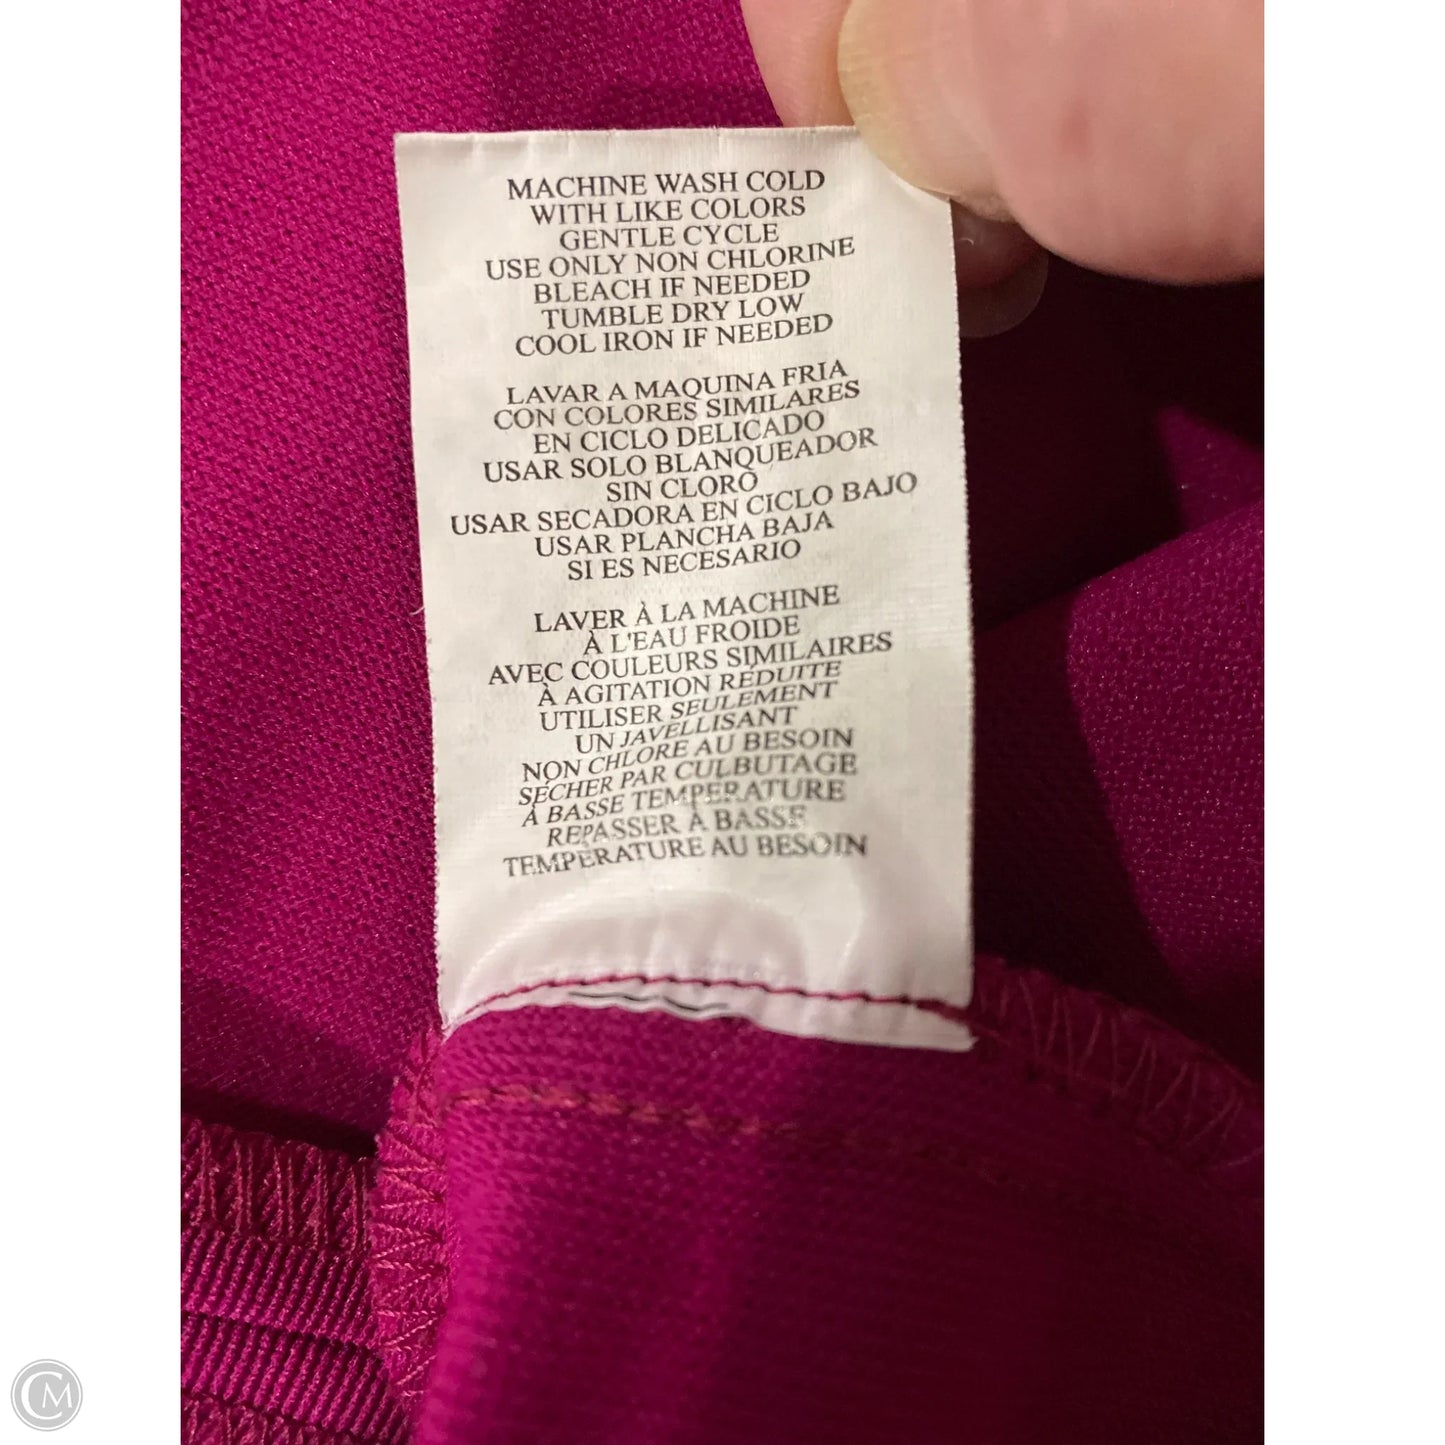 MACHINE WASH COLD
WITH LIKE COLORS
GENTLE CYCLE
USE ONLY NON CHLORINE
BLEACH IF NEEDED
TUMBLE DRY LOW
COOL IRON IF NEEDED
LAVAR A MAQUINA FRIA
CON COLORES SIMILARES
EN CICLO DELICADO
USAR SOLO BLANQUEADOR
SIN CLORO
USAR SECADORA EN CICLO BAJO
USAR PLANCHA BAJA
SI ES NECESARIO
LAVER À LA MACHINE
À L'EAU FROIDE
AVEC COULEURS SIMILAIRES
À AGITATION RÉDUITE
UTILISER SEULEMENT
UN JAVELLISANT
NON CHLORE AU BESOIN
SÉCHER PAR CULBUTAGE
À BASSE TEMPERATURE
REPASSER À BASSE
TEMPÉRATURE AU BESOIN
CM